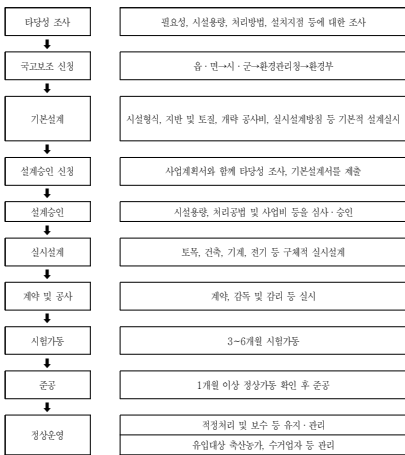 타당성 조사
필요성, 시설용량, 처리방법, 설치지점 등에 대한 조사
국고보조 신청
읍 · 면→시 · 군→환경관리청→환경부
기본설계
시설형식, 지반 및 토질, 개략 공사비, 실시설계방침 등 기본적 설계실시
설계승인 신청
사업계획서와 함께 타당성 조사, 기본설계서를 제출
설계승인
시설용량, 처리공법 및 사업비 등을 심사 · 승인
실시설계
토목, 건축, 기계, 전기 등 구체적 실시설계
계약 및 공사
계약, 감독 및 감리 등 실시
시험가동
3~6개월 시험가동
준공
1개월 이상 정상가동 확인 후 준공
정상운영
적정처리 및 보수 등 유지 · 관리
유입대상 축산농가, 수거업자 등 관리